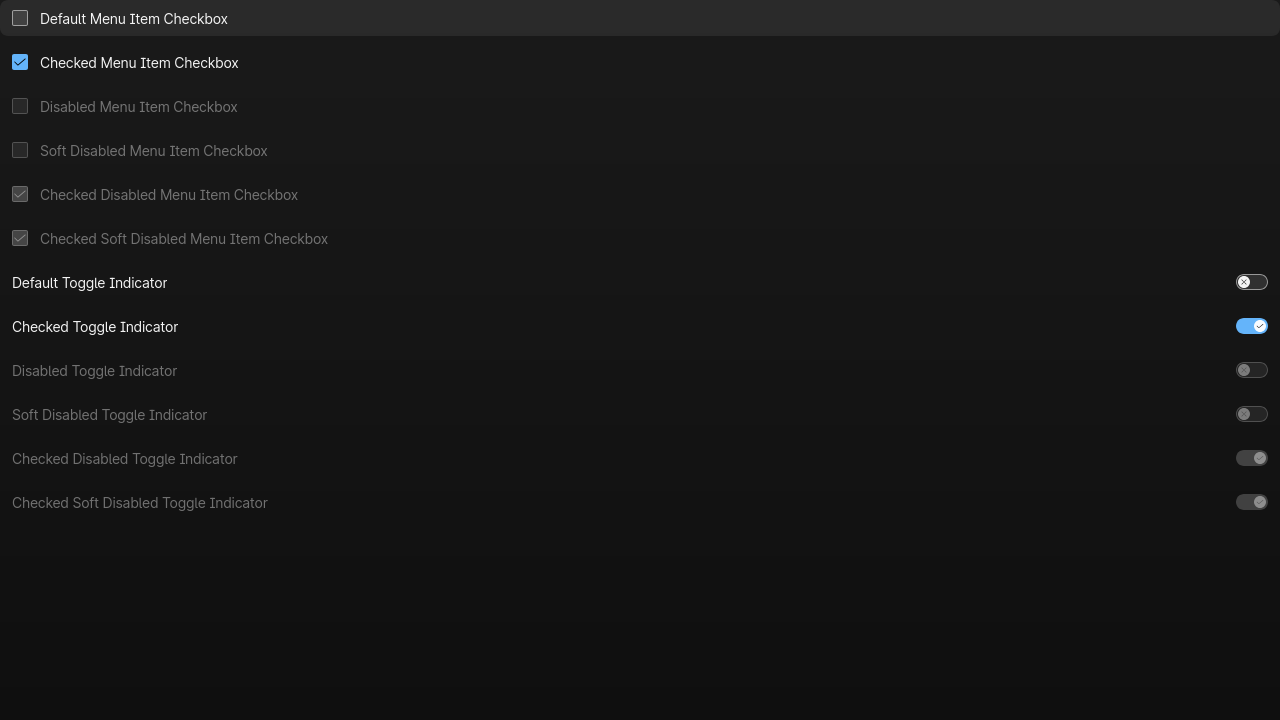 Default Menu Item Checkbox
Checked Menu Item Checkbox
Disabled Menu Item Checkbox
Soft Disabled Menu Item Checkbox
Checked Disabled Menu Item Checkbox
Checked Soft Disabled Menu Item Checkbox
Default Toggle Indicator
Checked Toggle Indicator
Disabled Toggle Indicator
Soft Disabled Toggle Indicator
Checked Disabled Toggle Indicator
Checked Soft Disabled Toggle Indicator